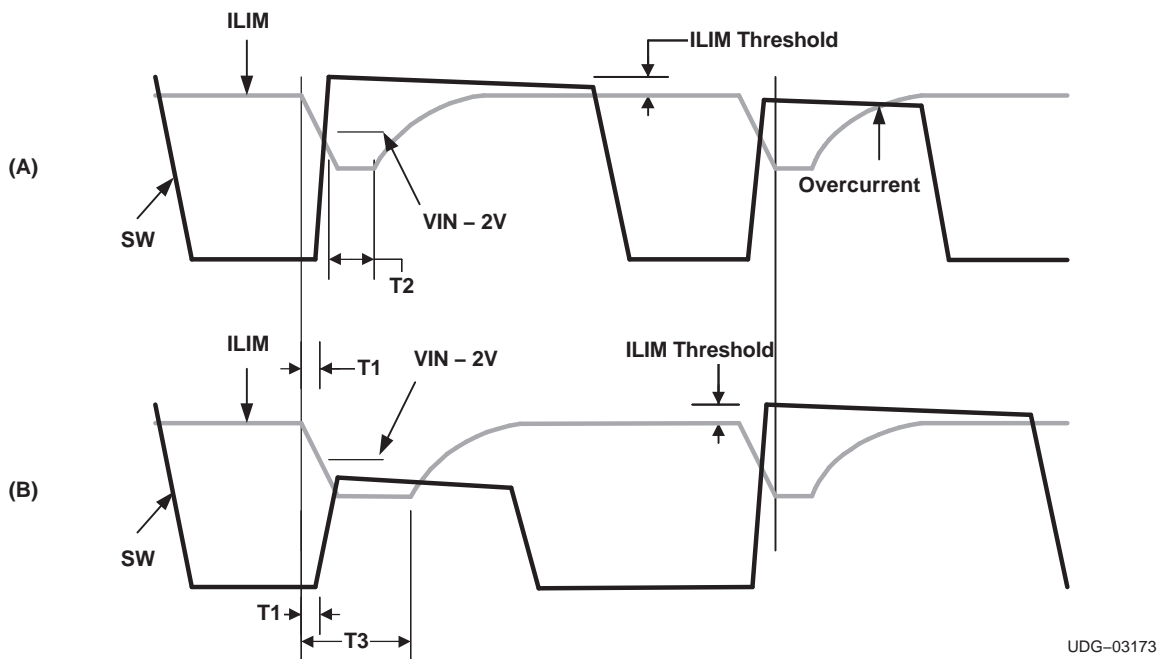 ILIM
ILIM Threshold
(A)
Overcurrent
VIN – 2V
SW
T2
ILIM
T1
VIN – 2V
ILIM Threshold
(B)
SW
T1
T3
UDG–03173